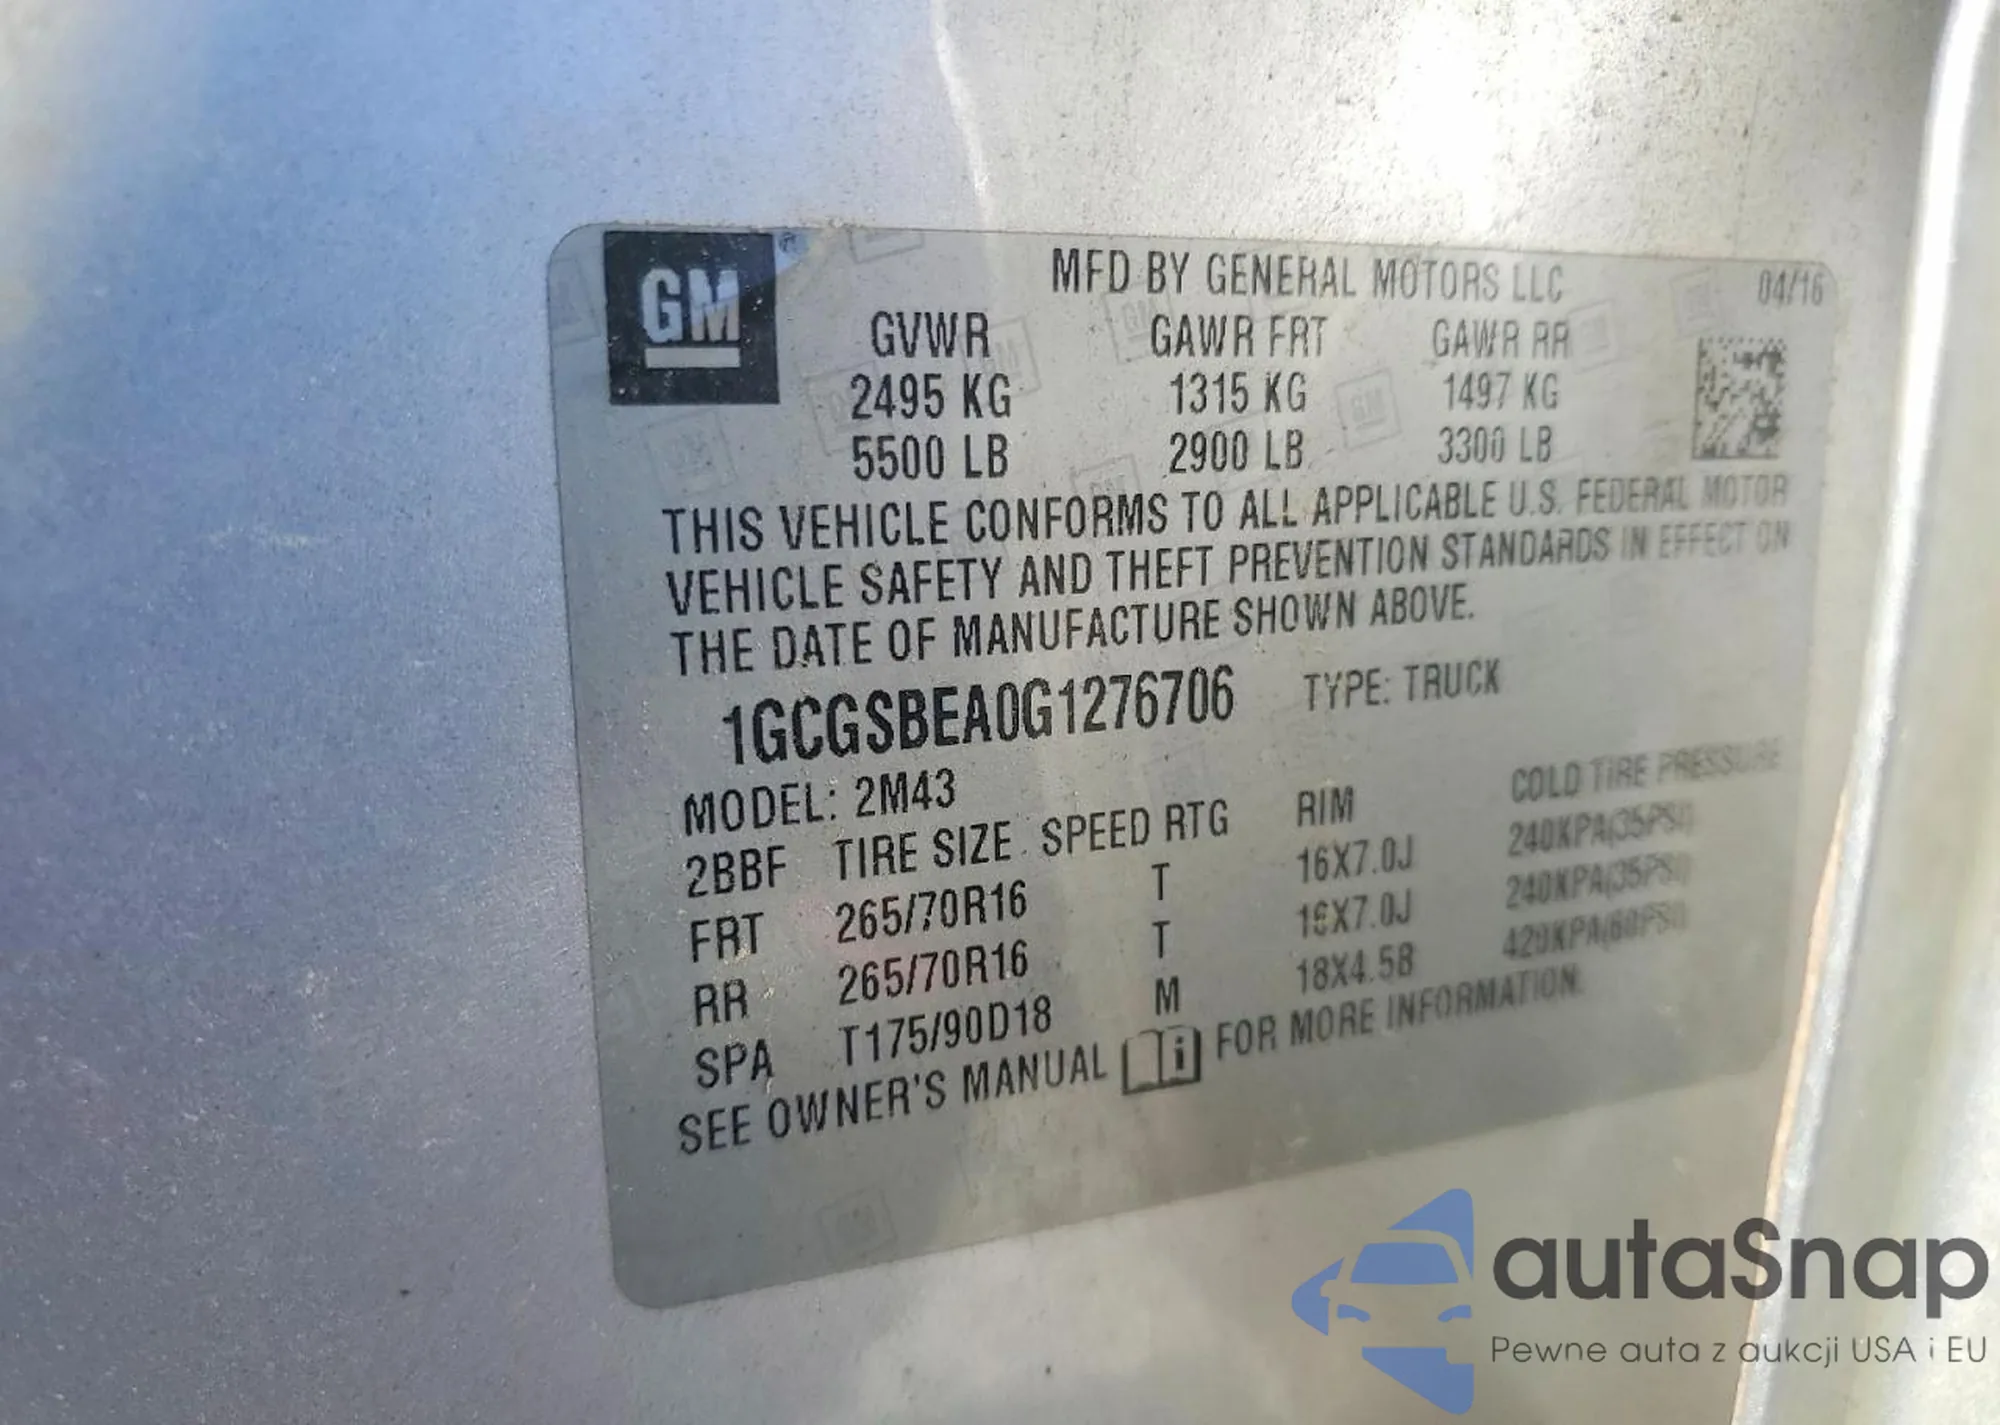 GM
MFD BY GENERAL MOTORS LLC
04/16
GVWR GAWR FRT GAWR RR
2495 KG 1315 KG 1497 KG
5500 LB 2900 LB 3300 LB
THIS VEHICLE CONFORMS TO ALL APPLICABLE U.S. FEDERAL MOTOR
VEHICLE SAFETY AND THEFT PREVENTION STANDARDS IN EFFECT ON
THE DATE OF MANUFACTURE SHOWN ABOVE.
1GCGSBEA0G1276706 TYPE: TRUCK
MODEL: 2M43
2BBF TIRE SIZE SPEED RTG RIM COLD TIRE PRESSURE
FRT 265/70R16 T 16X7.0J 240KPA(35PSI)
RR 265/70R16 T 16X7.0J 240KPA(35PSI)
SPA T175/90D18 M 18X4.5B 420KPA(60PSI)
SEE OWNER'S MANUAL FOR MORE INFORMATION.
autaSnap
Pewne auta z aukcji USA i EU